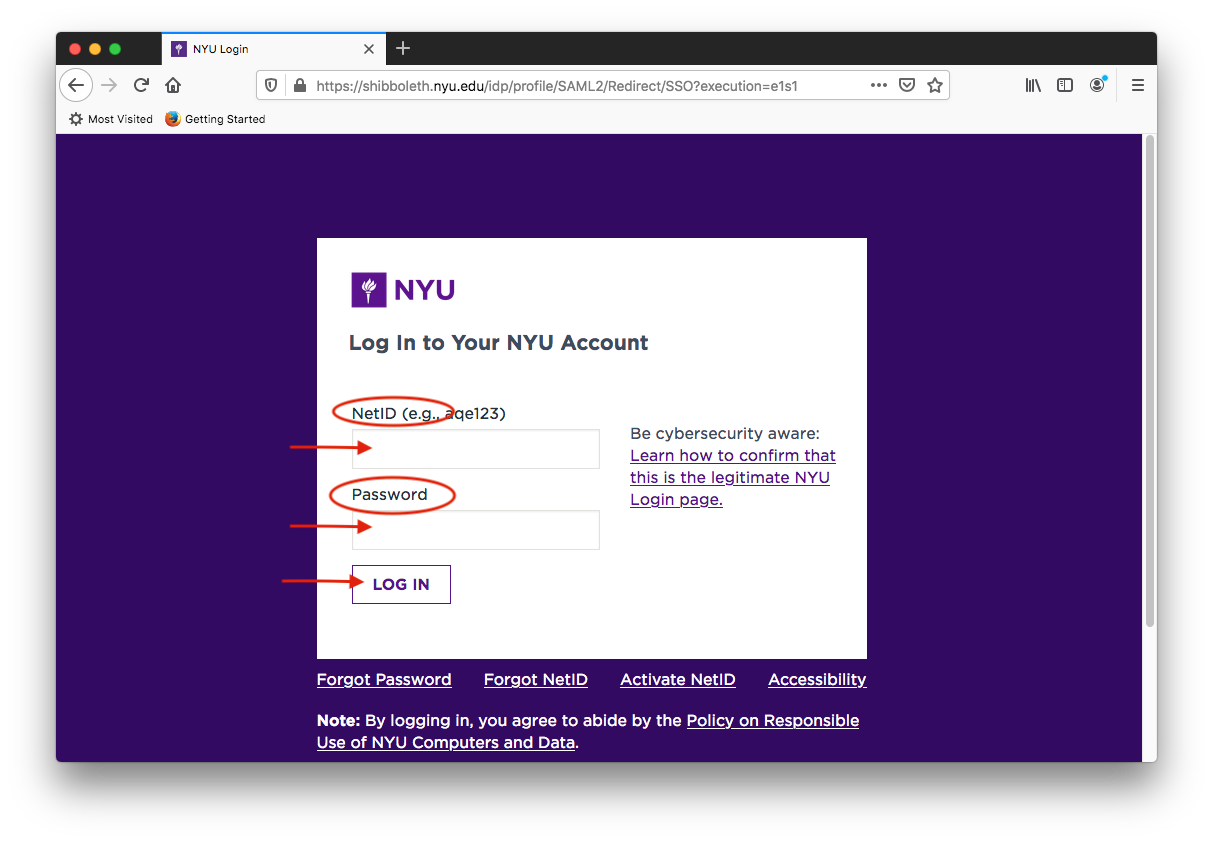 NYU Login
https://shibboleth.nyu.edu/idp/profile/SAML2/Redirect/SSO?execution=e1s1
Most Visited Getting Started
NYU
Log In to Your NYU Account
NetID (e.g., aqe123)
Be cybersecurity aware:
Learn how to confirm that
this is the legitimate NYU
Login page.
Password
LOG IN
Forgot Password Forgot NetID Activate NetID Accessibility
Note: By logging in, you agree to abide by the Policy on Responsible
Use of NYU Computers and Data.